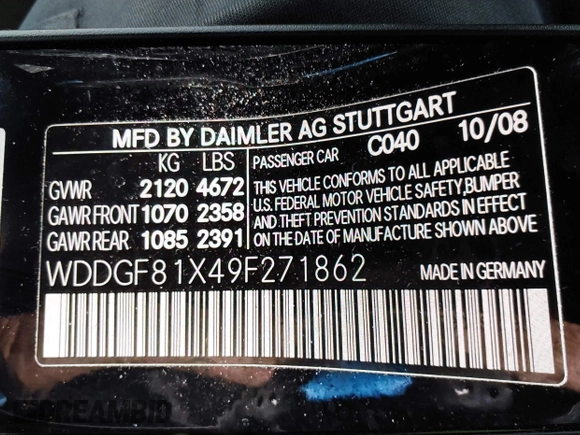 MFD BY DAIMLER AG STUTTGART
KG LBS
GVWR 2120 4672
GAWR FRONT 1070 2358
GAWR REAR 1085 2391
PASSENGER CAR C040 10/08
THIS VEHICLE CONFORMS TO ALL APPLICABLE
U.S. FEDERAL MOTOR VEHICLE SAFETY,BUMPER
AND THEFT PREVENTION STANDARDS IN EFFECT
ON THE DATE OF MANUFACTURE SHOWN ABOVE.
WDDGF81X49F271862 MADE IN GERMANY
DREAMBID